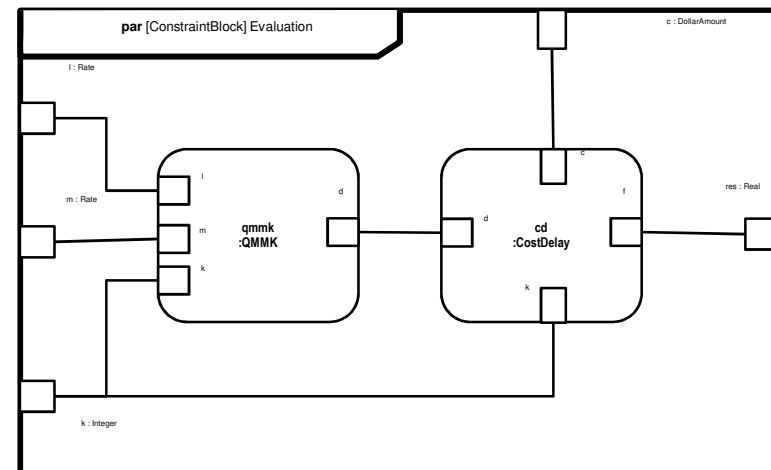 par [ConstraintBlock] Evaluation
c : DollarAmount
l : Rate
c
l
d
f
res : Real
m : Rate
qmmk
:QMMK
m
d
cd
:CostDelay
k
k
k : Integer